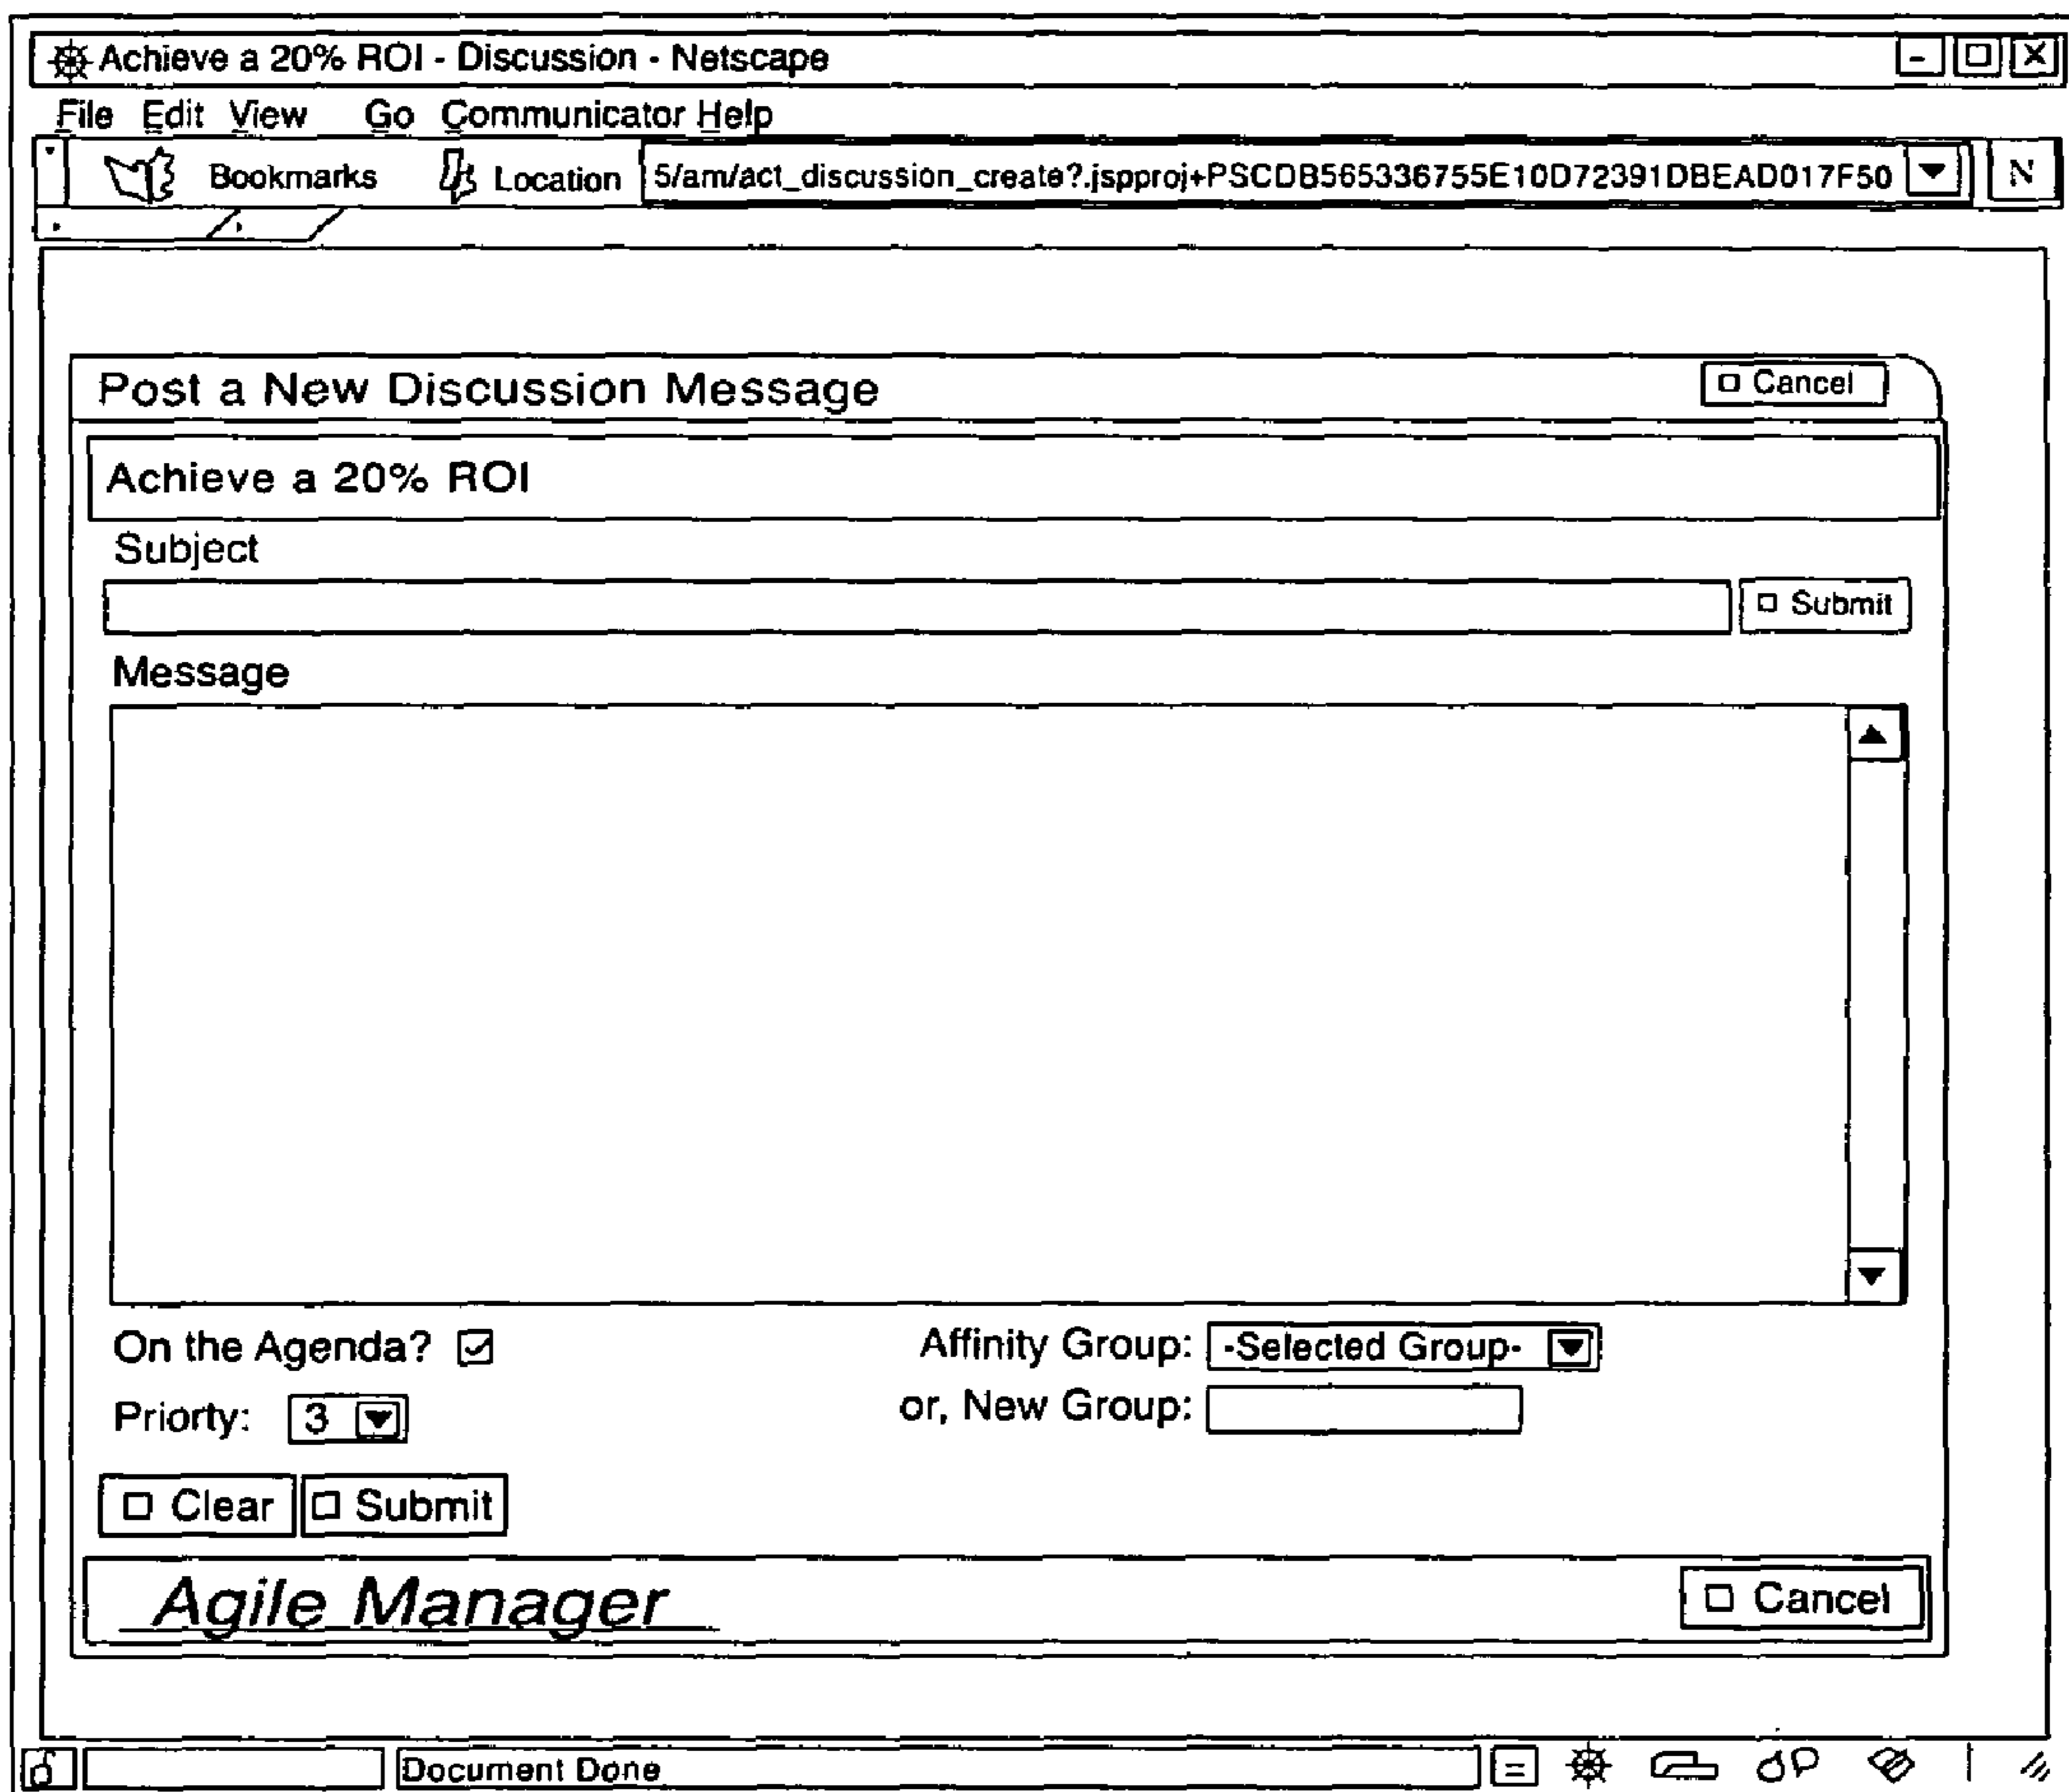 Achieve a 20% ROI - Discussion - Netscape
File Edit View Go Communicator Help
Bookmarks Location 5/am/act_discussion_create?.jspproj+PSCDB565336755E10D72391DBEAD017F50 N
Post a New Discussion Message Cancel
Achieve a 20% ROI
Subject
Submit
Message
On the Agenda? Affinity Group: -Selected Group-
Priorty: 3 or, New Group:
Clear Submit
Agile Manager Cancel
Document Done